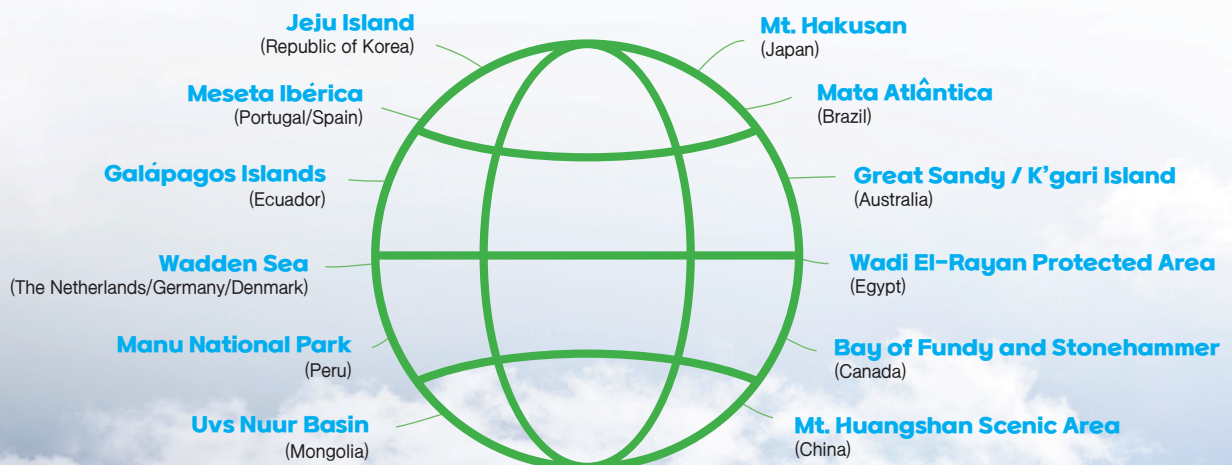 Jeju Island
(Republic of Korea)
Meseta Ibérica
(Portugal/Spain)
Galápagos Islands
(Ecuador)
Wadden Sea
(The Netherlands/Germany/Denmark)
Manu National Park
(Peru)
Uvs Nuur Basin
(Mongolia)
Mt. Hakusan
(Japan)
Mata Atlântica
(Brazil)
Great Sandy / K’gari Island
(Australia)
Wadi El-Rayan Protected Area
(Egypt)
Bay of Fundy and Stonehammer
(Canada)
Mt. Huangshan Scenic Area
(China)